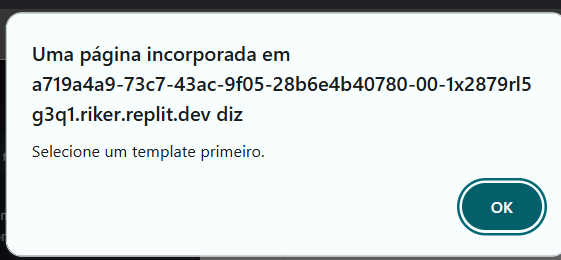 Uma página incorporada em
a719a4a9-73c7-43ac-9f05-28b6e4b40780-00-1x2879rl5
g3q1.riker.replit.dev diz
Selecione um template primeiro.
OK